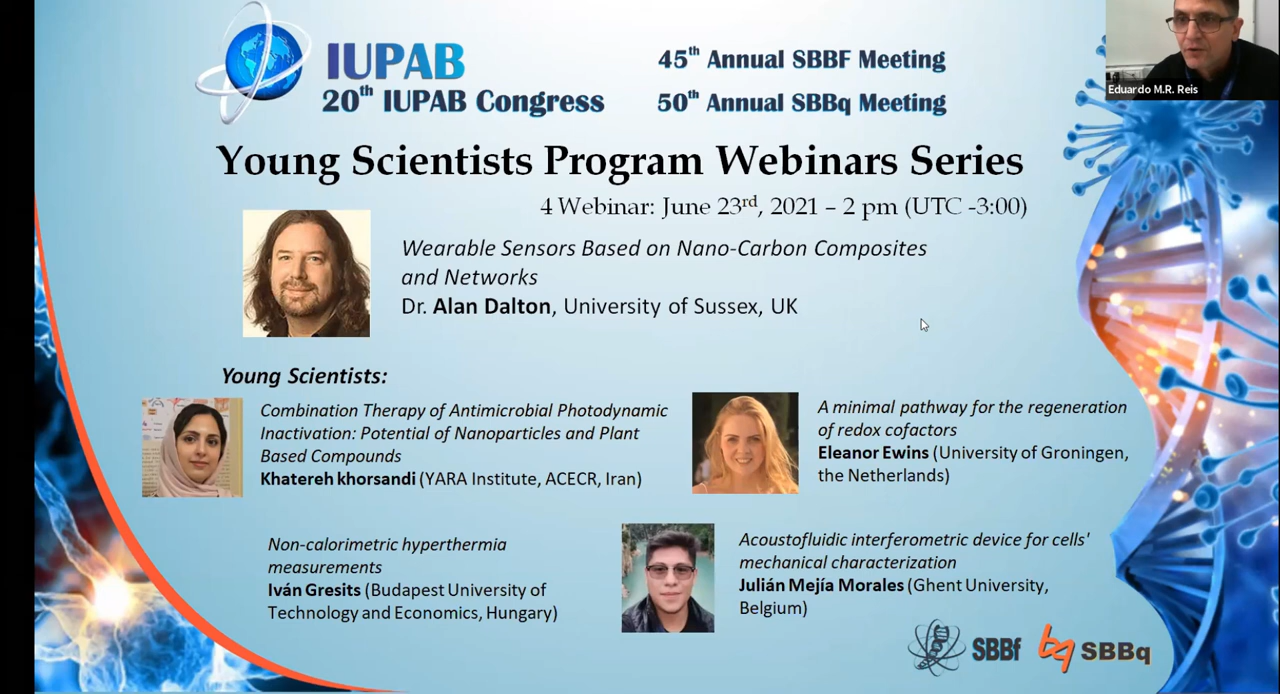 IUPAB
20th IUPAB Congress
45th Annual SBBF Meeting
50th Annual SBBq Meeting
Eduardo M.R. Reis
Young Scientists Program Webinars Series
4 Webinar: June 23rd, 2021 – 2 pm (UTC -3:00)
Wearable Sensors Based on Nano-Carbon Composites
and Networks
Dr. Alan Dalton, University of Sussex, UK
Young Scientists:
Combination Therapy of Antimicrobial Photodynamic
Inactivation: Potential of Nanoparticles and Plant
Based Compounds
Khatereh khorsandi (YARA Institute, ACECR, Iran)
A minimal pathway for the regeneration
of redox cofactors
Eleanor Ewins (University of Groningen,
the Netherlands)
Non-calorimetric hyperthermia
measurements
Iván Gresits (Budapest University of
Technology and Economics, Hungary)
Acoustofluidic interferometric device for cells'
mechanical characterization
Julián Mejía Morales (Ghent University,
Belgium)
SBBf
bq SBBq